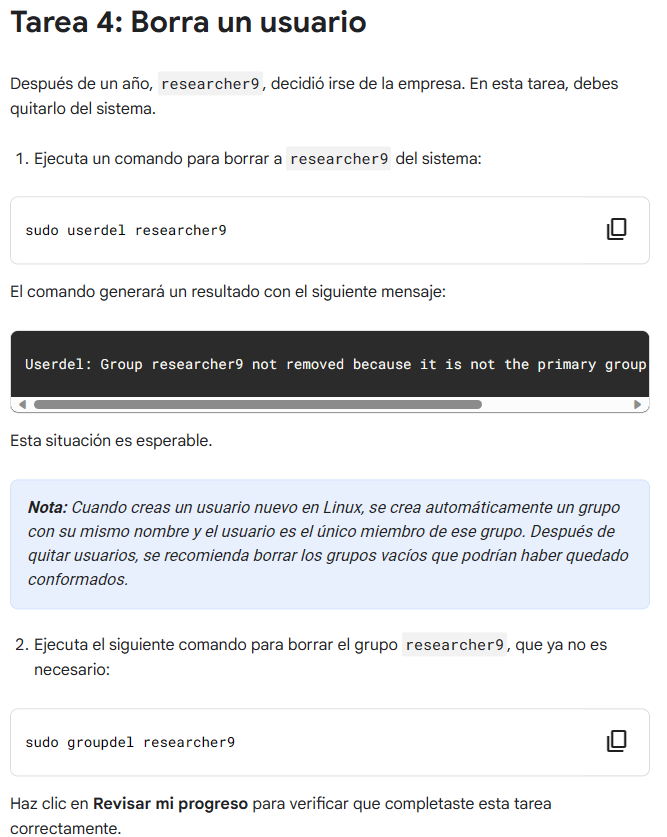 Tarea 4: Borra un usuario
Después de un año, researcher9, decidió irse de la empresa. En esta tarea, debes
quitarlo del sistema.
1. Ejecuta un comando para borrar a researcher9 del sistema:
sudo userdel researcher9
El comando generará un resultado con el siguiente mensaje:
Userdel: Group researcher9 not removed because it is not the primary group
Esta situación es esperable.
Nota: Cuando creas un usuario nuevo en Linux, se crea automáticamente un grupo
con su mismo nombre y el usuario es el único miembro de ese grupo. Después de
quitar usuarios, se recomienda borrar los grupos vacíos que podrían haber quedado
conformados.
2. Ejecuta el siguiente comando para borrar el grupo researcher9, que ya no es
necesario:
sudo groupdel researcher9
Haz clic en Revisar mi progreso para verificar que completaste esta tarea
correctamente.